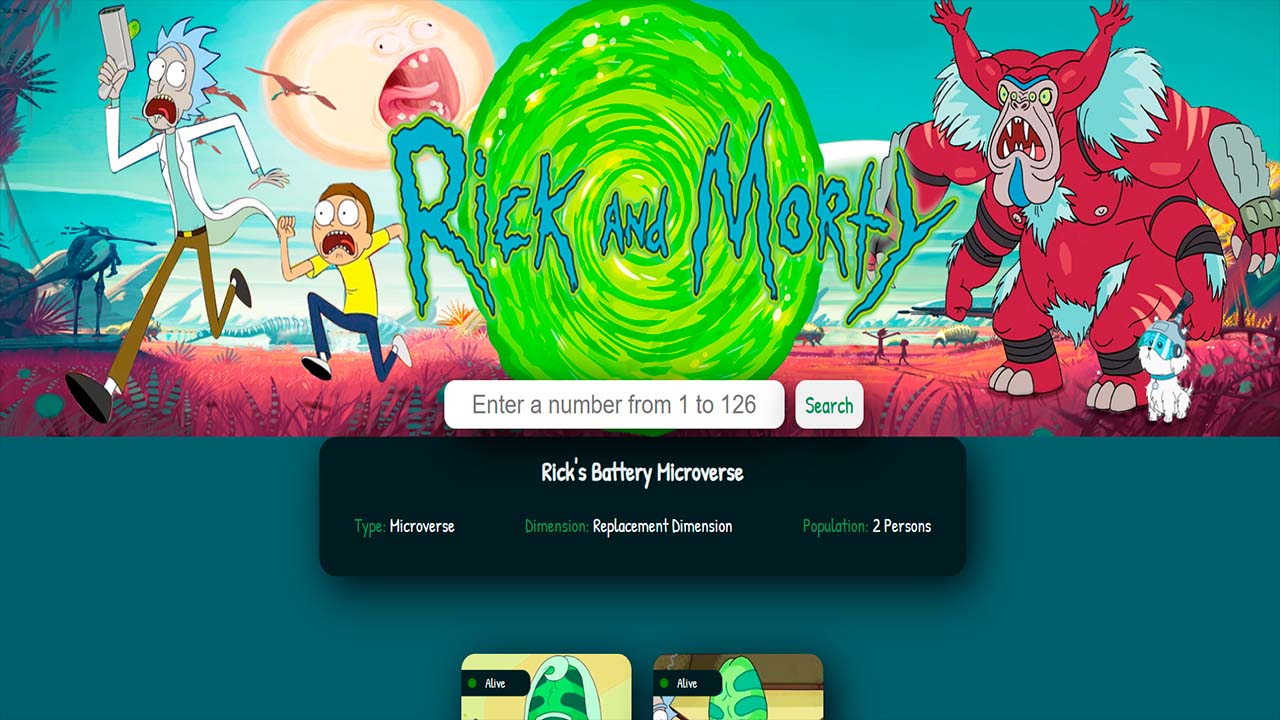 Rick and Morty
Enter a number from 1 to 126
Search
Rick's Battery Microverse
Type: Microverse Dimension: Replacement Dimension Population: 2 Persons
Alive Alive